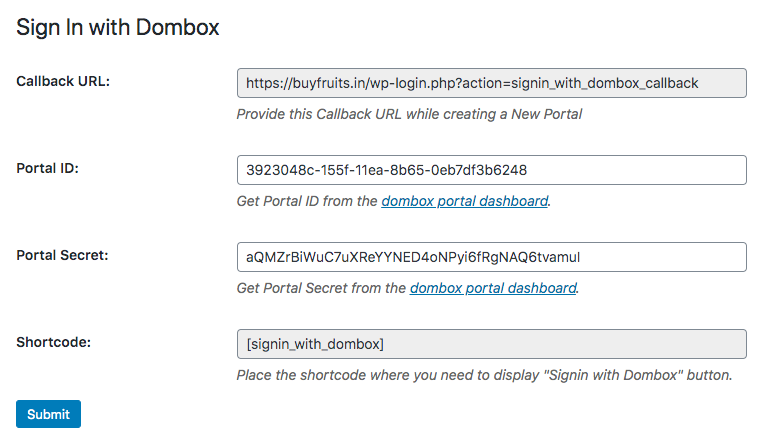 Sign In with Dombox
Callback URL:
https://buyfruits.in/wp-login.php?action=signin_with_dombox_callback
Provide this Callback URL while creating a New Portal
Portal ID:
3923048c-155f-11ea-8b65-0eb7df3b6248
Get Portal ID from the dombox portal dashboard.
Portal Secret:
aQMZrBiWuC7uXReYYNED4oNPyi6fRgNAQ6tvamuI
Get Portal Secret from the dombox portal dashboard.
Shortcode:
[signin_with_dombox]
Place the shortcode where you need to display "Signin with Dombox" button.
Submit